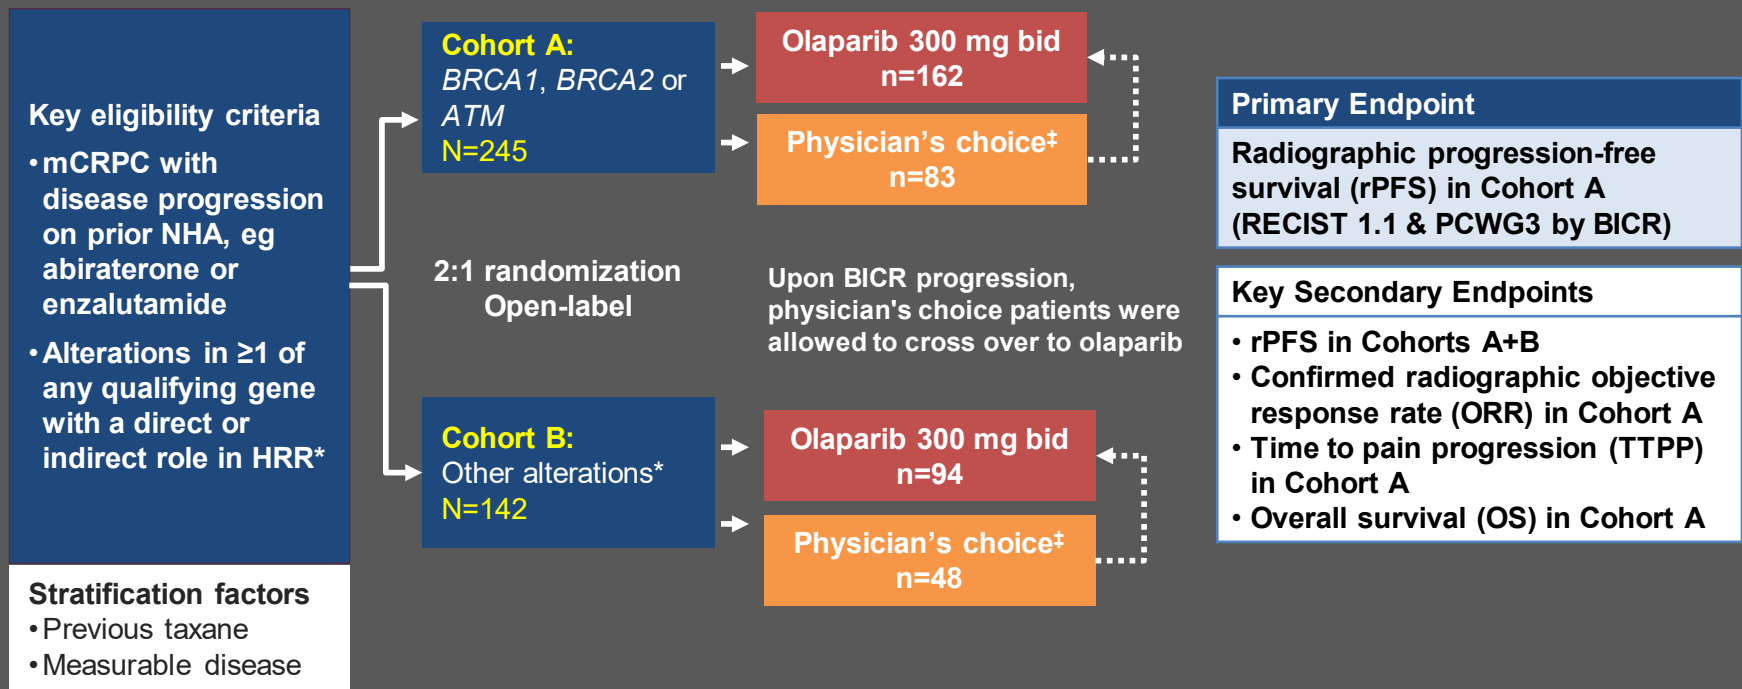 Key eligibility criteria
• mCRPC with
disease progression
on prior NHA, eg
abiraterone or
enzalutamide
• Alterations in ≥1 of
any qualifying gene
with a direct or
indirect role in HRR*
Stratification factors
• Previous taxane
• Measurable disease
Cohort A:
BRCA1, BRCA2 or
ATM
N=245
Olaparib 300 mg bid
n=162
Physician’s choice‡
n=83
2:1 randomization
Open-label
Upon BICR progression,
physician's choice patients were
allowed to cross over to olaparib
Cohort B:
Other alterations*
N=142
Olaparib 300 mg bid
n=94
Physician’s choice‡
n=48
Primary Endpoint
Radiographic progression-free
survival (rPFS) in Cohort A
(RECIST 1.1 & PCWG3 by BICR)
Key Secondary Endpoints
• rPFS in Cohorts A+B
• Confirmed radiographic objective
response rate (ORR) in Cohort A
• Time to pain progression (TTPP)
in Cohort A
• Overall survival (OS) in Cohort A